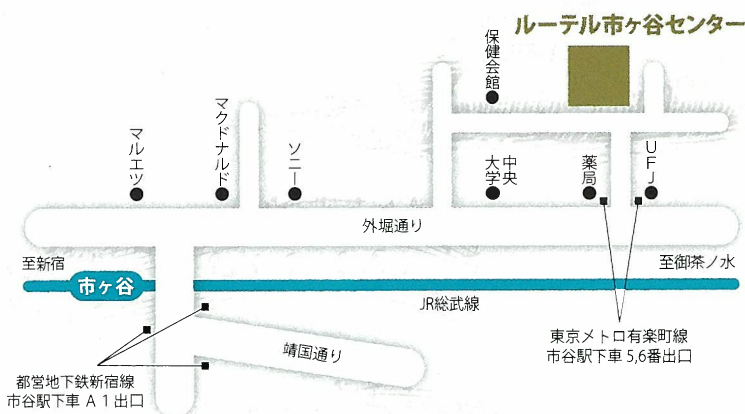 ルーテル市ヶ谷センター
保健会館
マクドナルド
マルエツ
ソニー
中央
大学
薬局
UFJ
外堀通り
至新宿
至御茶ノ水
市ヶ谷
JR総武線
靖国通り
東京メトロ有楽町線
市谷駅下車 5,6番出口
都営地下鉄新宿線
市谷駅下車 A 1 出口